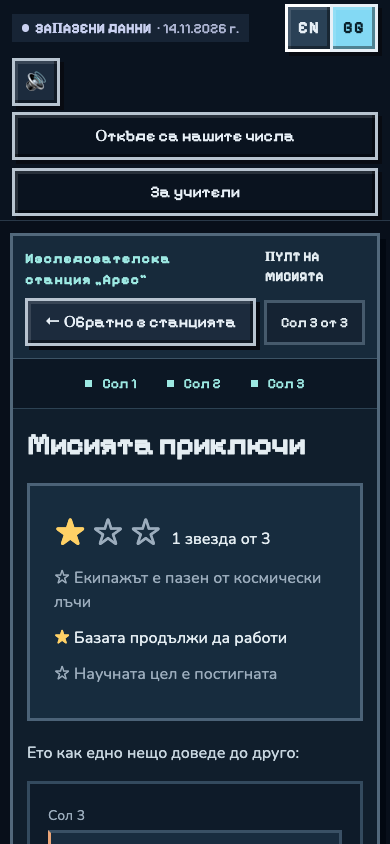 ЗАПАЗЕНИ ДАННИ · 14.11.2026 г.
EN
BG
Откъде са нашите числа
За учители
Изследователска
станция „Арес“
ПУЛТ НА
МИСИЯТА
← Обратно в станцията
Сол 3 от 3
Сол 1
Сол 2
Сол 3
Мисията приключи
1 звезда от 3
Екипажът е пазен от космически
лъчи
Базата продължи да работи
Научната цел е постигната
Ето как едно нещо доведе до друго:
Сол 3